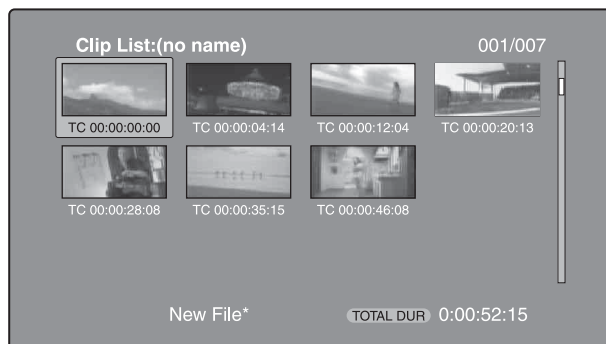 Clip List:(no name) 001/007
TC 00:00:00:00 TC 00:00:04:14 TC 00:00:12:04 TC 00:00:20:13
TC 00:00:28:08 TC 00:00:35:15 TC 00:00:46:08
New File* TOTAL DUR 0:00:52:15